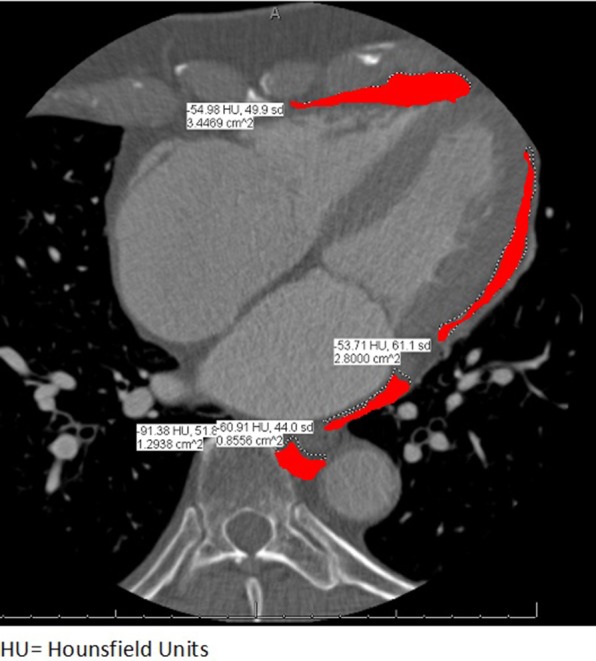 A
-54.98 HU, 49.9 sd
3.4469 cm^2
-53.71 HU, 61.1 sd
2.8000 cm^2
-91.38 HU, 51.8
1.2938 cm^2
-60.91 HU, 44.0 sd
0.8556 cm^2
HU= Hounsfield Units